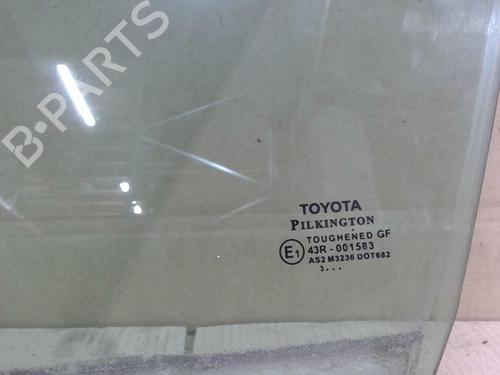 B-PARTS
TOYOTA
PILKINGTON
TOUGHENED GF
E1
43R - 001583
AS2 M3236 DOT682
3...